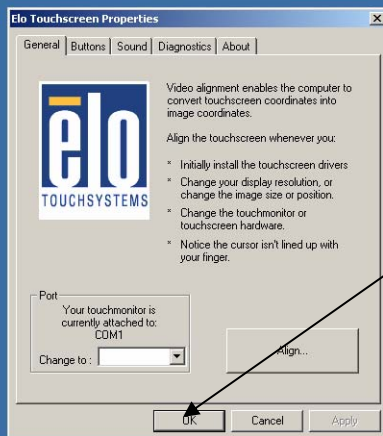 Elo Touchscreen Properties
General Buttons Sound Diagnostics About
elo
TOUCHSYSTEMS
Video alignment enables the computer to
convert touchscreen coordinates into
image coordinates.
Align the touchscreen whenever you:
* Initially install the touchscreen drivers
* Change your display resolution, or
change the image size or position.
* Change the touchmonitor or
touchscreen hardware.
* Notice the cursor isn't lined up with
your finger.
Port
Your touchmonitor is
currently attached to:
COM1
Change to :
Align...
OK Cancel Apply